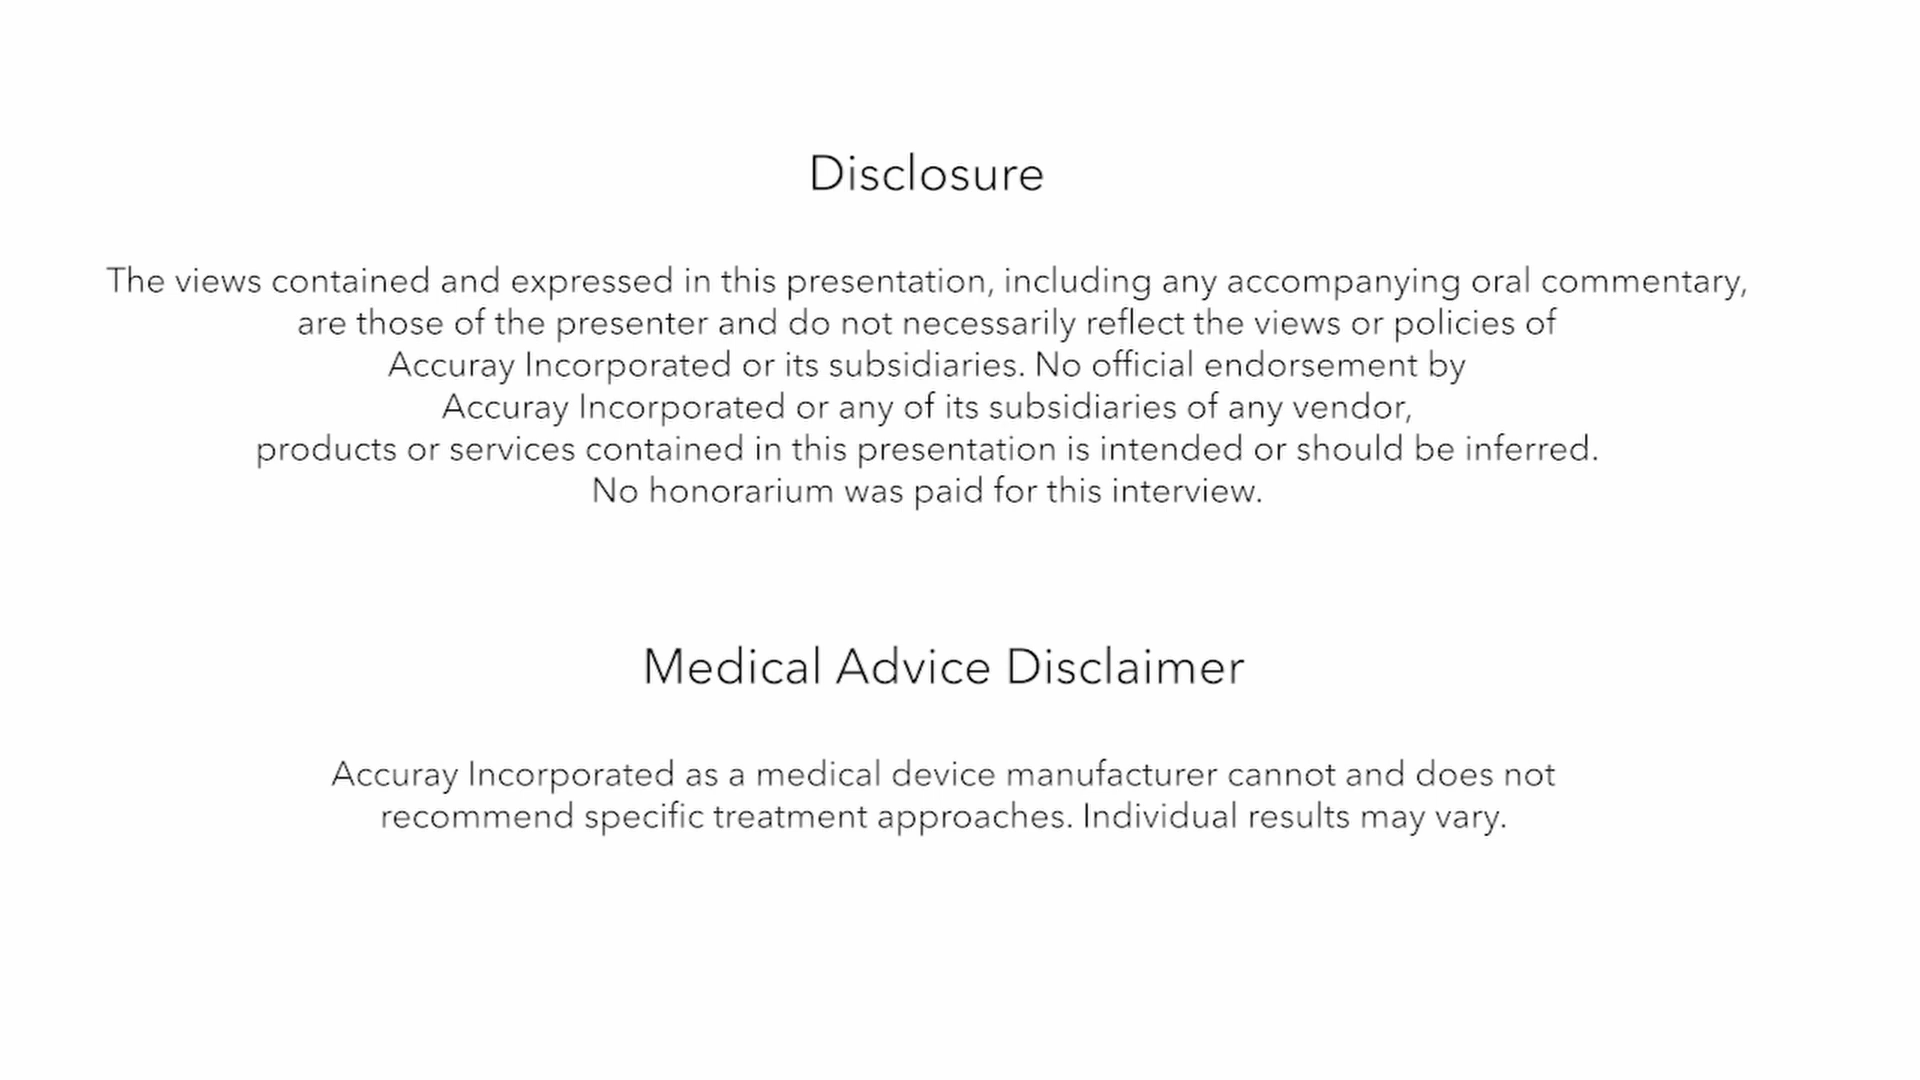 Disclosure
The views contained and expressed in this presentation, including any accompanying oral commentary,
are those of the presenter and do not necessarily reflect the views or policies of
Accuray Incorporated or its subsidiaries. No official endorsement by
Accuray Incorporated or any of its subsidiaries of any vendor,
products or services contained in this presentation is intended or should be inferred.
No honorarium was paid for this interview.
Medical Advice Disclaimer
Accuray Incorporated as a medical device manufacturer cannot and does not
recommend specific treatment approaches. Individual results may vary.